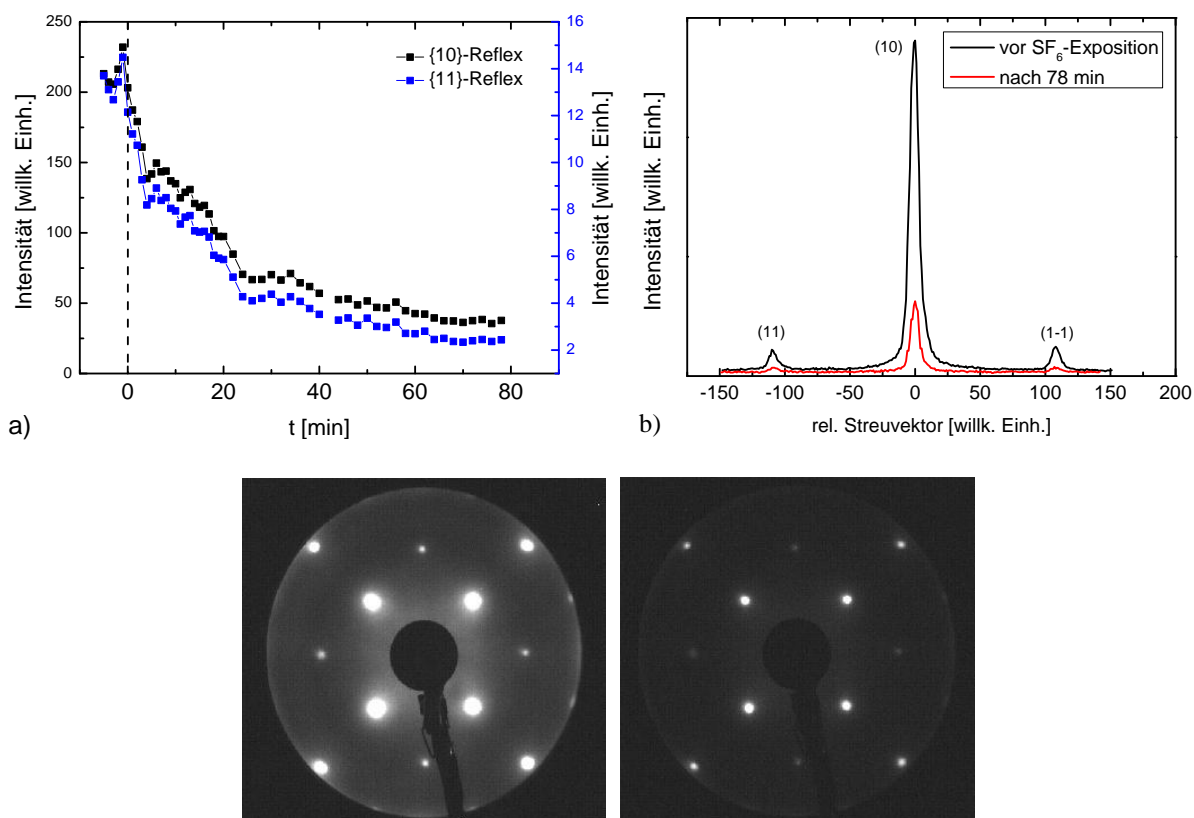 Intensität [willk. Einh.]
250
200
150
100
50
0
0
20
40
60
80
t [min]
a)
{10}-Reflex
{11}-Reflex
16
14
12
10
8
6
4
2
Intensität [willk. Einh.]
b)
Intensität [willk. Einh.]
(10)
(11)
(1-1)
vor SF6-Exposition
nach 78 min
-150
-100
-50
0
50
100
150
200
rel. Streuvektor [willk. Einh.]